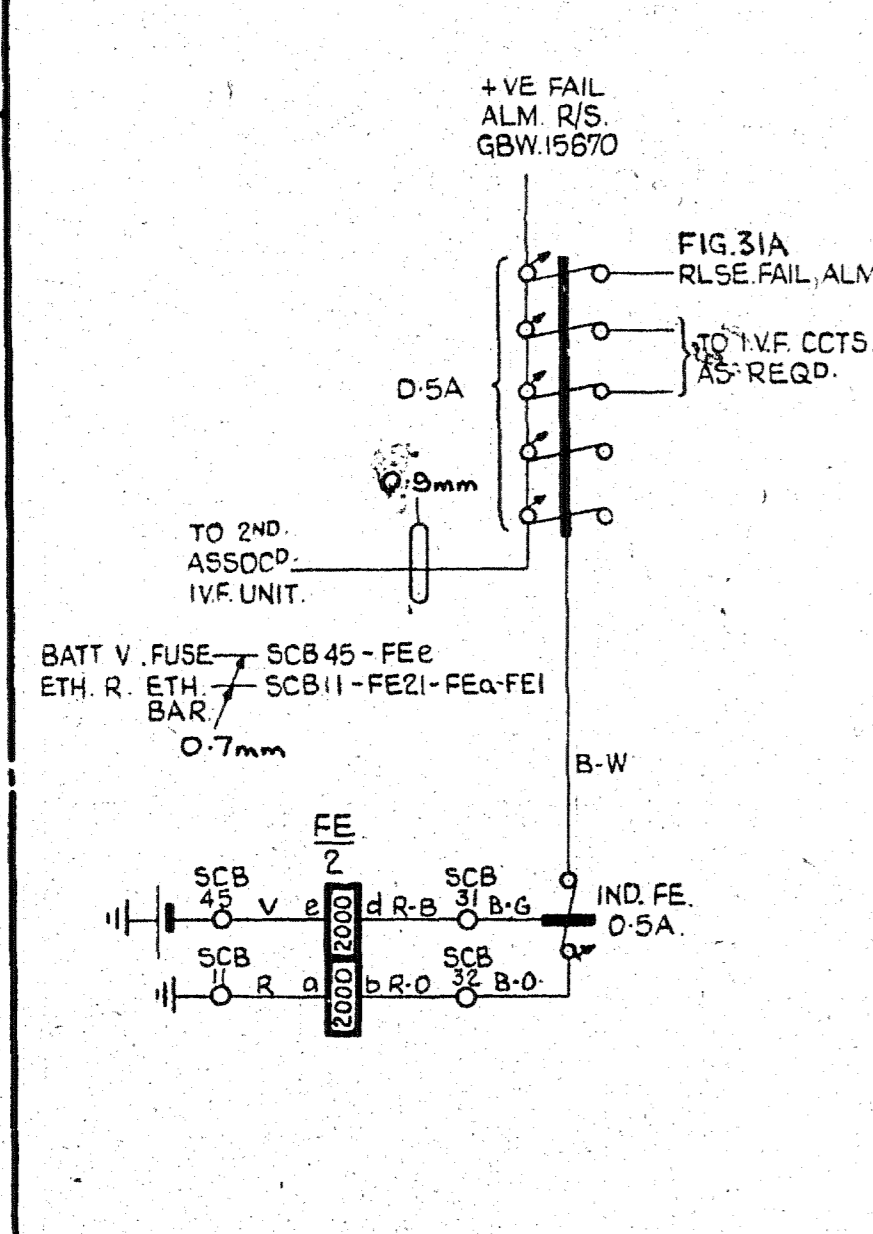 +VE FAIL
ALM. R/S.
GBW.15670
FIG.31A
RLSE.FAIL,ALM
TO I.V.F. CCTS.
AS REQD.
0.5A
0.9mm
TO 2ND.
ASSOCD.
I.V.F. UNIT.
BATT V. FUSE — SCB 45 - FEe
ETH. R. ETH. — SCB 11 - FE21 - FEa - FE1
BAR.
0.7mm
B-W
FE
2
SCB
45
V
e
2000
d
R-B
SCB
31
B-G
IND. FE.
0.5A.
SCB
11
R
a
2000
b
R-O
SCB
32
B-O